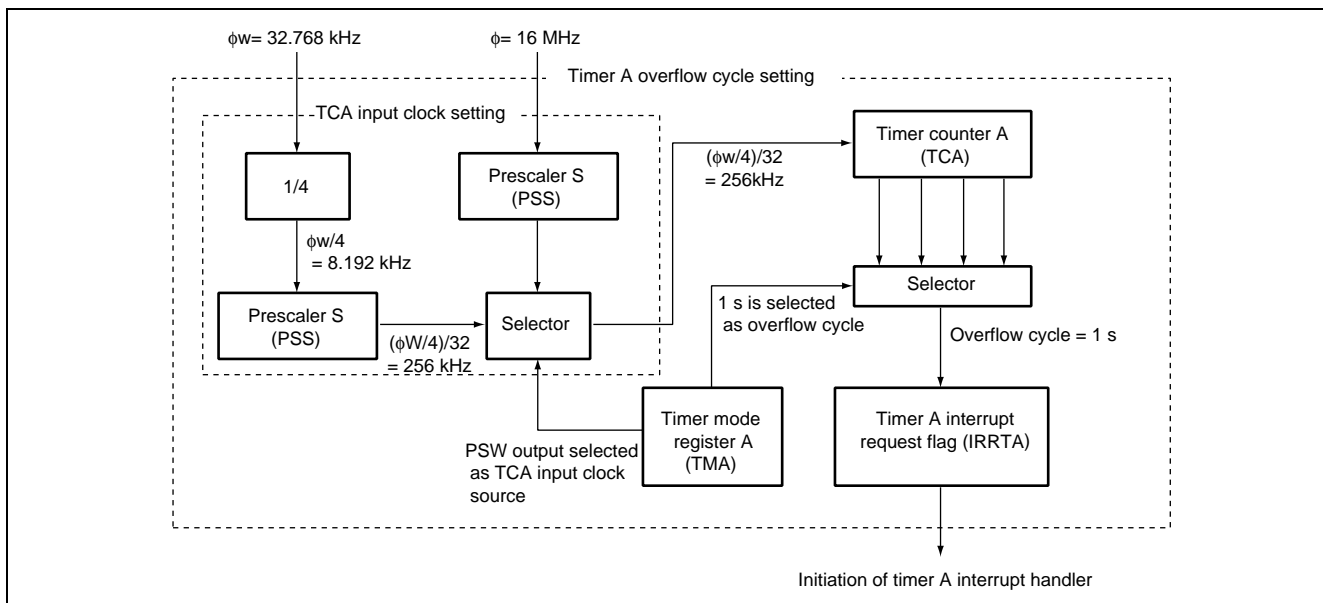 ϕw= 32.768 kHz
ϕ= 16 MHz
Timer A overflow cycle setting
TCA input clock setting
1/4
Prescaler S
(PSS)
(ϕw/4)/32
= 256kHz
Timer counter A
(TCA)
ϕw/4
= 8.192 kHz
Prescaler S
(PSS)
(ϕW/4)/32
= 256 kHz
Selector
1 s is selected
as overflow cycle
Selector
Overflow cycle = 1 s
PSW output selected
as TCA input clock
source
Timer mode
register A
(TMA)
Timer A interrupt
request flag (IRRTA)
Initiation of timer A interrupt handler